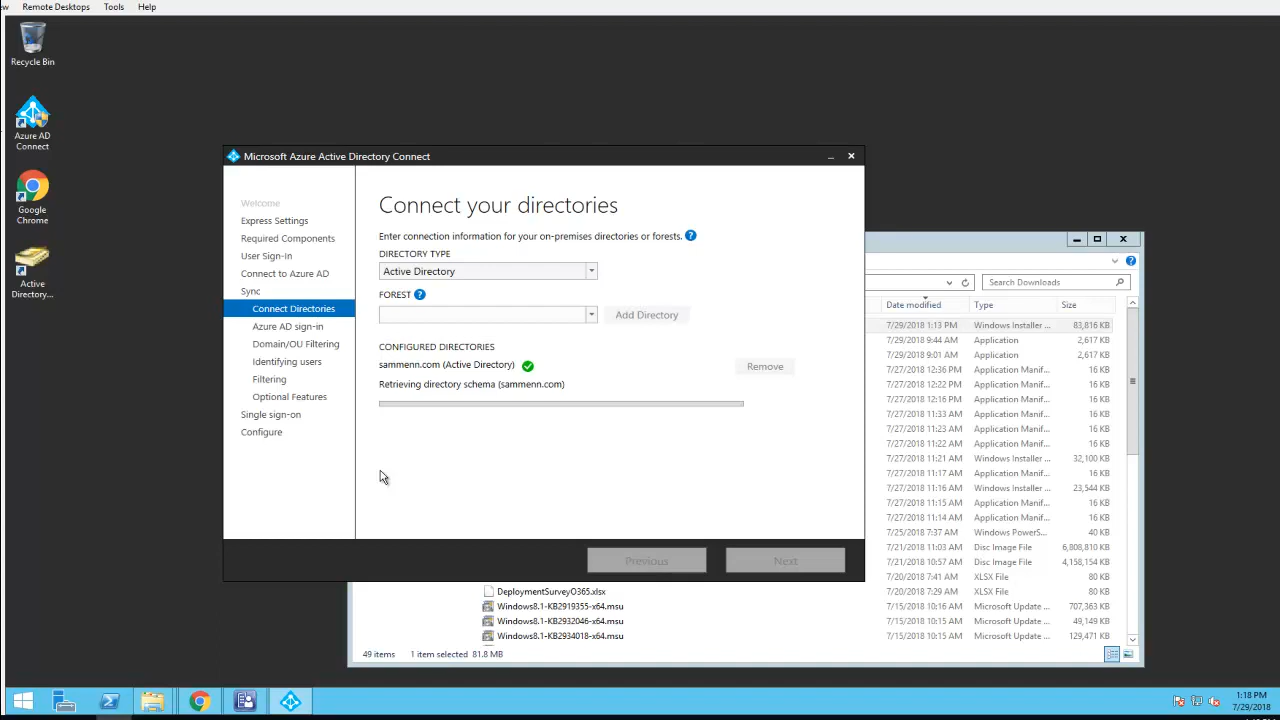 ew Remote Desktops Tools Help
Recycle Bin
Azure AD
Connect
Google
Chrome
Active
Directory...
Microsoft Azure Active Directory Connect
Welcome
Express Settings
Required Components
User Sign-In
Connect to Azure AD
Sync
Connect Directories
Azure AD sign-in
Domain/OU Filtering
Identifying users
Filtering
Optional Features
Single sign-on
Configure
Connect your directories
Enter connection information for your on-premises directories or forests. ?
DIRECTORY TYPE
Active Directory
FOREST ?
Add Directory
CONFIGURED DIRECTORIES
sammenn.com (Active Directory)
Remove
Retrieving directory schema (sammenn.com)
Previous Next
Search Downloads
Date modified Type Size
7/29/2018 1:13 PM Windows Installer ... 83,816 KB
7/29/2018 9:44 AM Application 2,617 KB
7/29/2018 9:01 AM Application 2,617 KB
7/27/2018 12:36 PM Application Manif... 16 KB
7/27/2018 12:22 PM Application Manif... 16 KB
7/27/2018 12:16 PM Application Manif... 16 KB
7/27/2018 11:33 AM Application Manif... 16 KB
7/27/2018 11:23 AM Application Manif... 16 KB
7/27/2018 11:22 AM Application Manif... 16 KB
7/27/2018 11:21 AM Windows Installer ... 32,100 KB
7/27/2018 11:17 AM Application Manif... 16 KB
7/27/2018 11:16 AM Windows Installer ... 23,544 KB
7/27/2018 11:15 AM Application Manif... 16 KB
7/27/2018 11:14 AM Application Manif... 16 KB
7/25/2018 7:37 AM Windows PowerS... 40 KB
7/21/2018 11:03 AM Disc Image File 6,808,810 KB
7/21/2018 10:57 AM Disc Image File 4,158,154 KB
7/20/2018 7:41 AM XLSX File 80 KB
DeploymentSurveyO365.xlsx 7/20/2018 7:29 AM XLSX File 80 KB
Windows8.1-KB2919355-x64.msu 7/15/2018 10:16 AM Microsoft Update ... 707,363 KB
Windows8.1-KB2932046-x64.msu 7/15/2018 10:15 AM Microsoft Update ... 49,149 KB
Windows8.1-KB2934018-x64.msu 7/15/2018 10:15 AM Microsoft Update ... 129,471 KB
49 items 1 item selected 81.8 MB
1:18 PM
7/29/2018